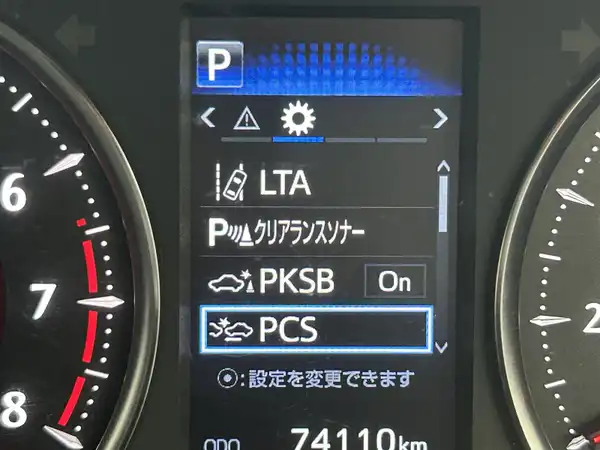 P
LTA
P クリアランスソナー
PKSB On
PCS
:設定を変更できます
ODO 74110km
6
7
8
2